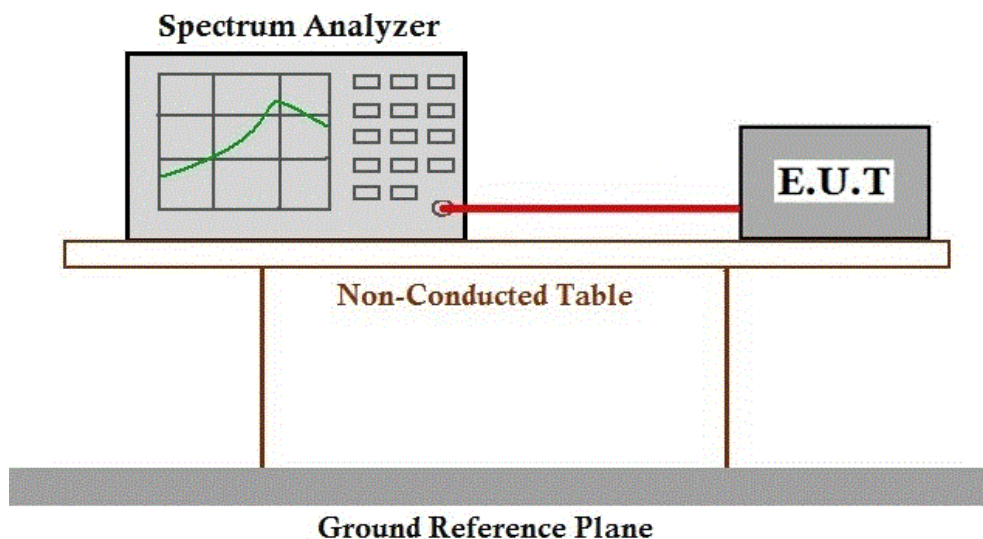 Spectrum Analyzer
E.U.T
Non-Conducted Table
Ground Reference Plane